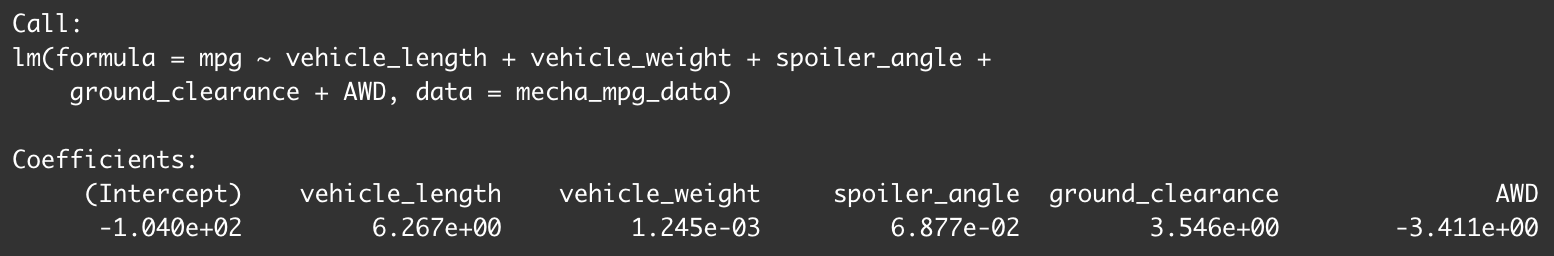 Call:
lm(formula = mpg ~ vehicle_length + vehicle_weight + spoiler_angle +
    ground_clearance + AWD, data = mecha_mpg_data)

Coefficients:
     (Intercept)    vehicle_length    vehicle_weight     spoiler_angle  ground_clearance               AWD
      -1.040e+02         6.267e+00         1.245e-03         6.877e-02         3.546e+00        -3.411e+00